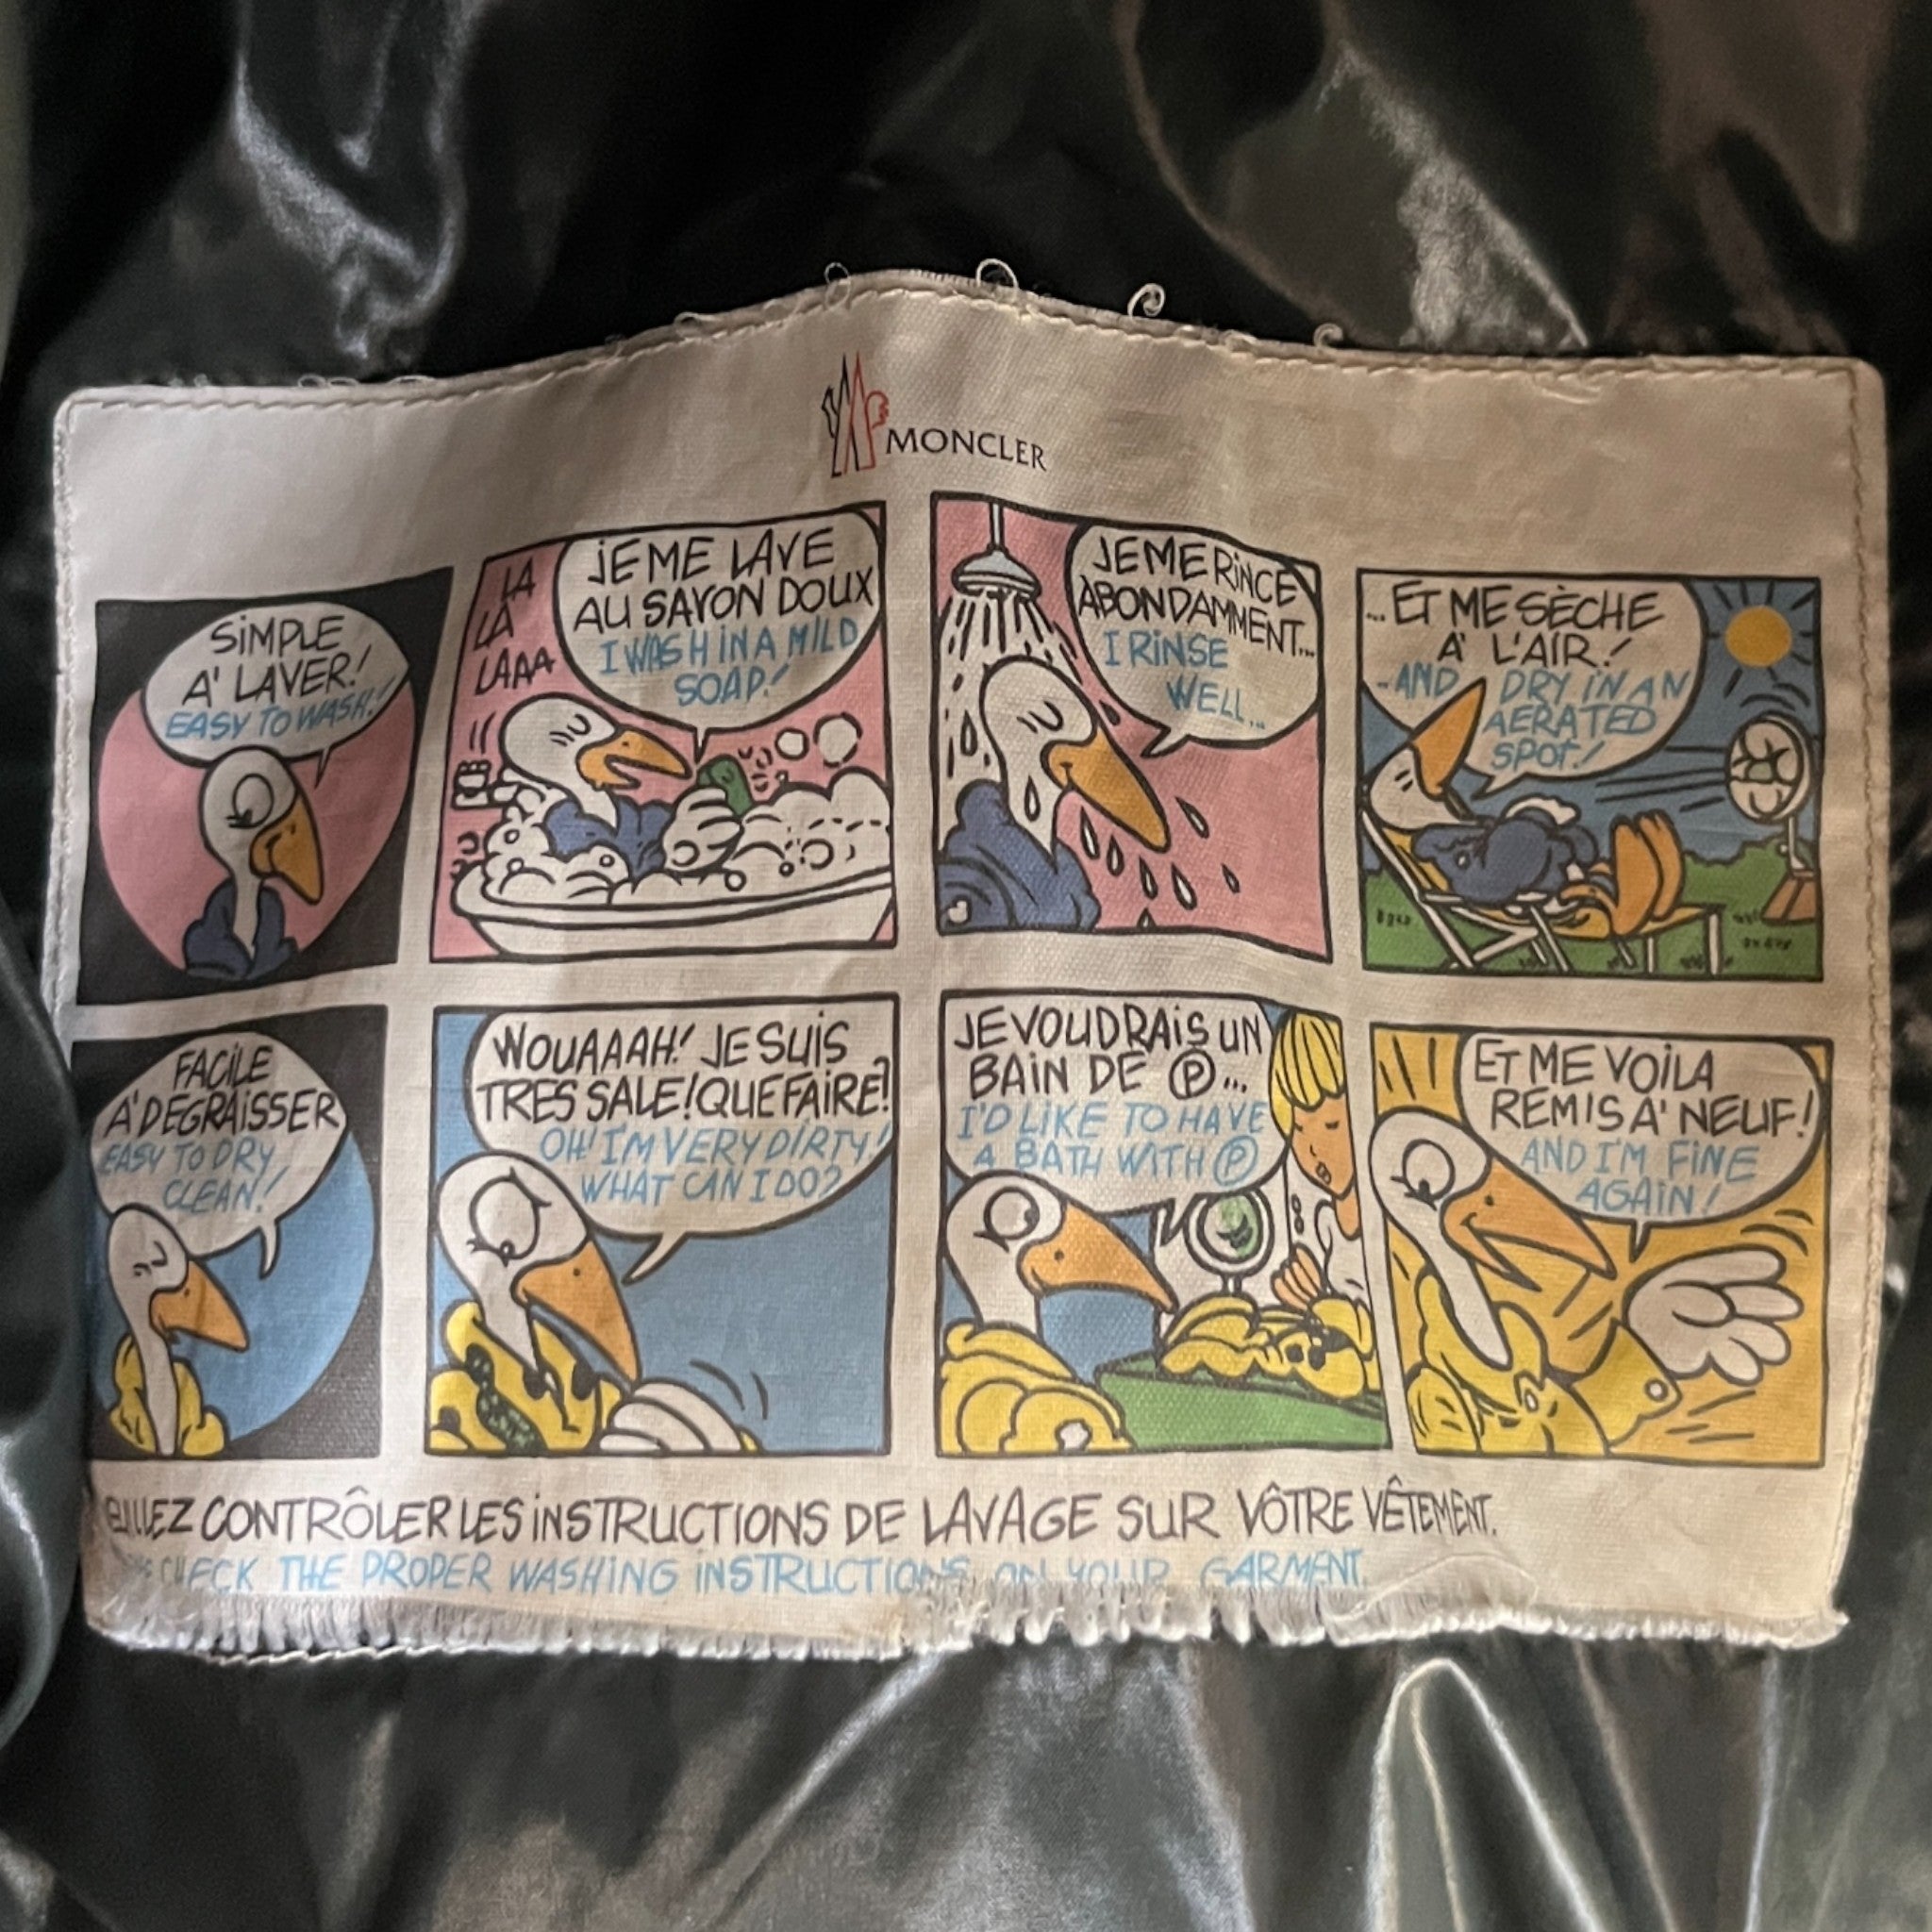 MONCLER
SiMPLE
A' LAVER!
EASY TO WASH!
LA
LA
LAAA
JE ME LAVE
AU SAVON DOUX
I WASH iN A MiLD
SOAP!
JE ME RiNCE
ABONDAMMENT...
I RiNSE
WELL...
... ET ME SÈCHE
A' L'AIR!
..AND DRY iN AN
AERATED
SPOT!
FACiLE
A' DEGRAiSSER
EASY TO DRY
CLEAN!
WOUAAAH! JE SUiS
TRES SALE! QUE FAIRE?
OH! I'M VERY DiRTY!
WHAT CAN I DO?
JE VOUDRAiS UN
BAiN DE Ⓟ...
I'D LiKE TO HAVE
A BATH WiTH Ⓟ
ET ME VOiLA
REMIS A' NEUF!
AND I'M FiNE
AGAiN!
EUILLEZ CONTRÔLER LES iNSTRUCTIONS DE LAVAGE SUR VÔTRE VÊTEMENT.
CHECK THE PROPER WASHING iNSTRUCTIONS ON YOUR GARMENT.